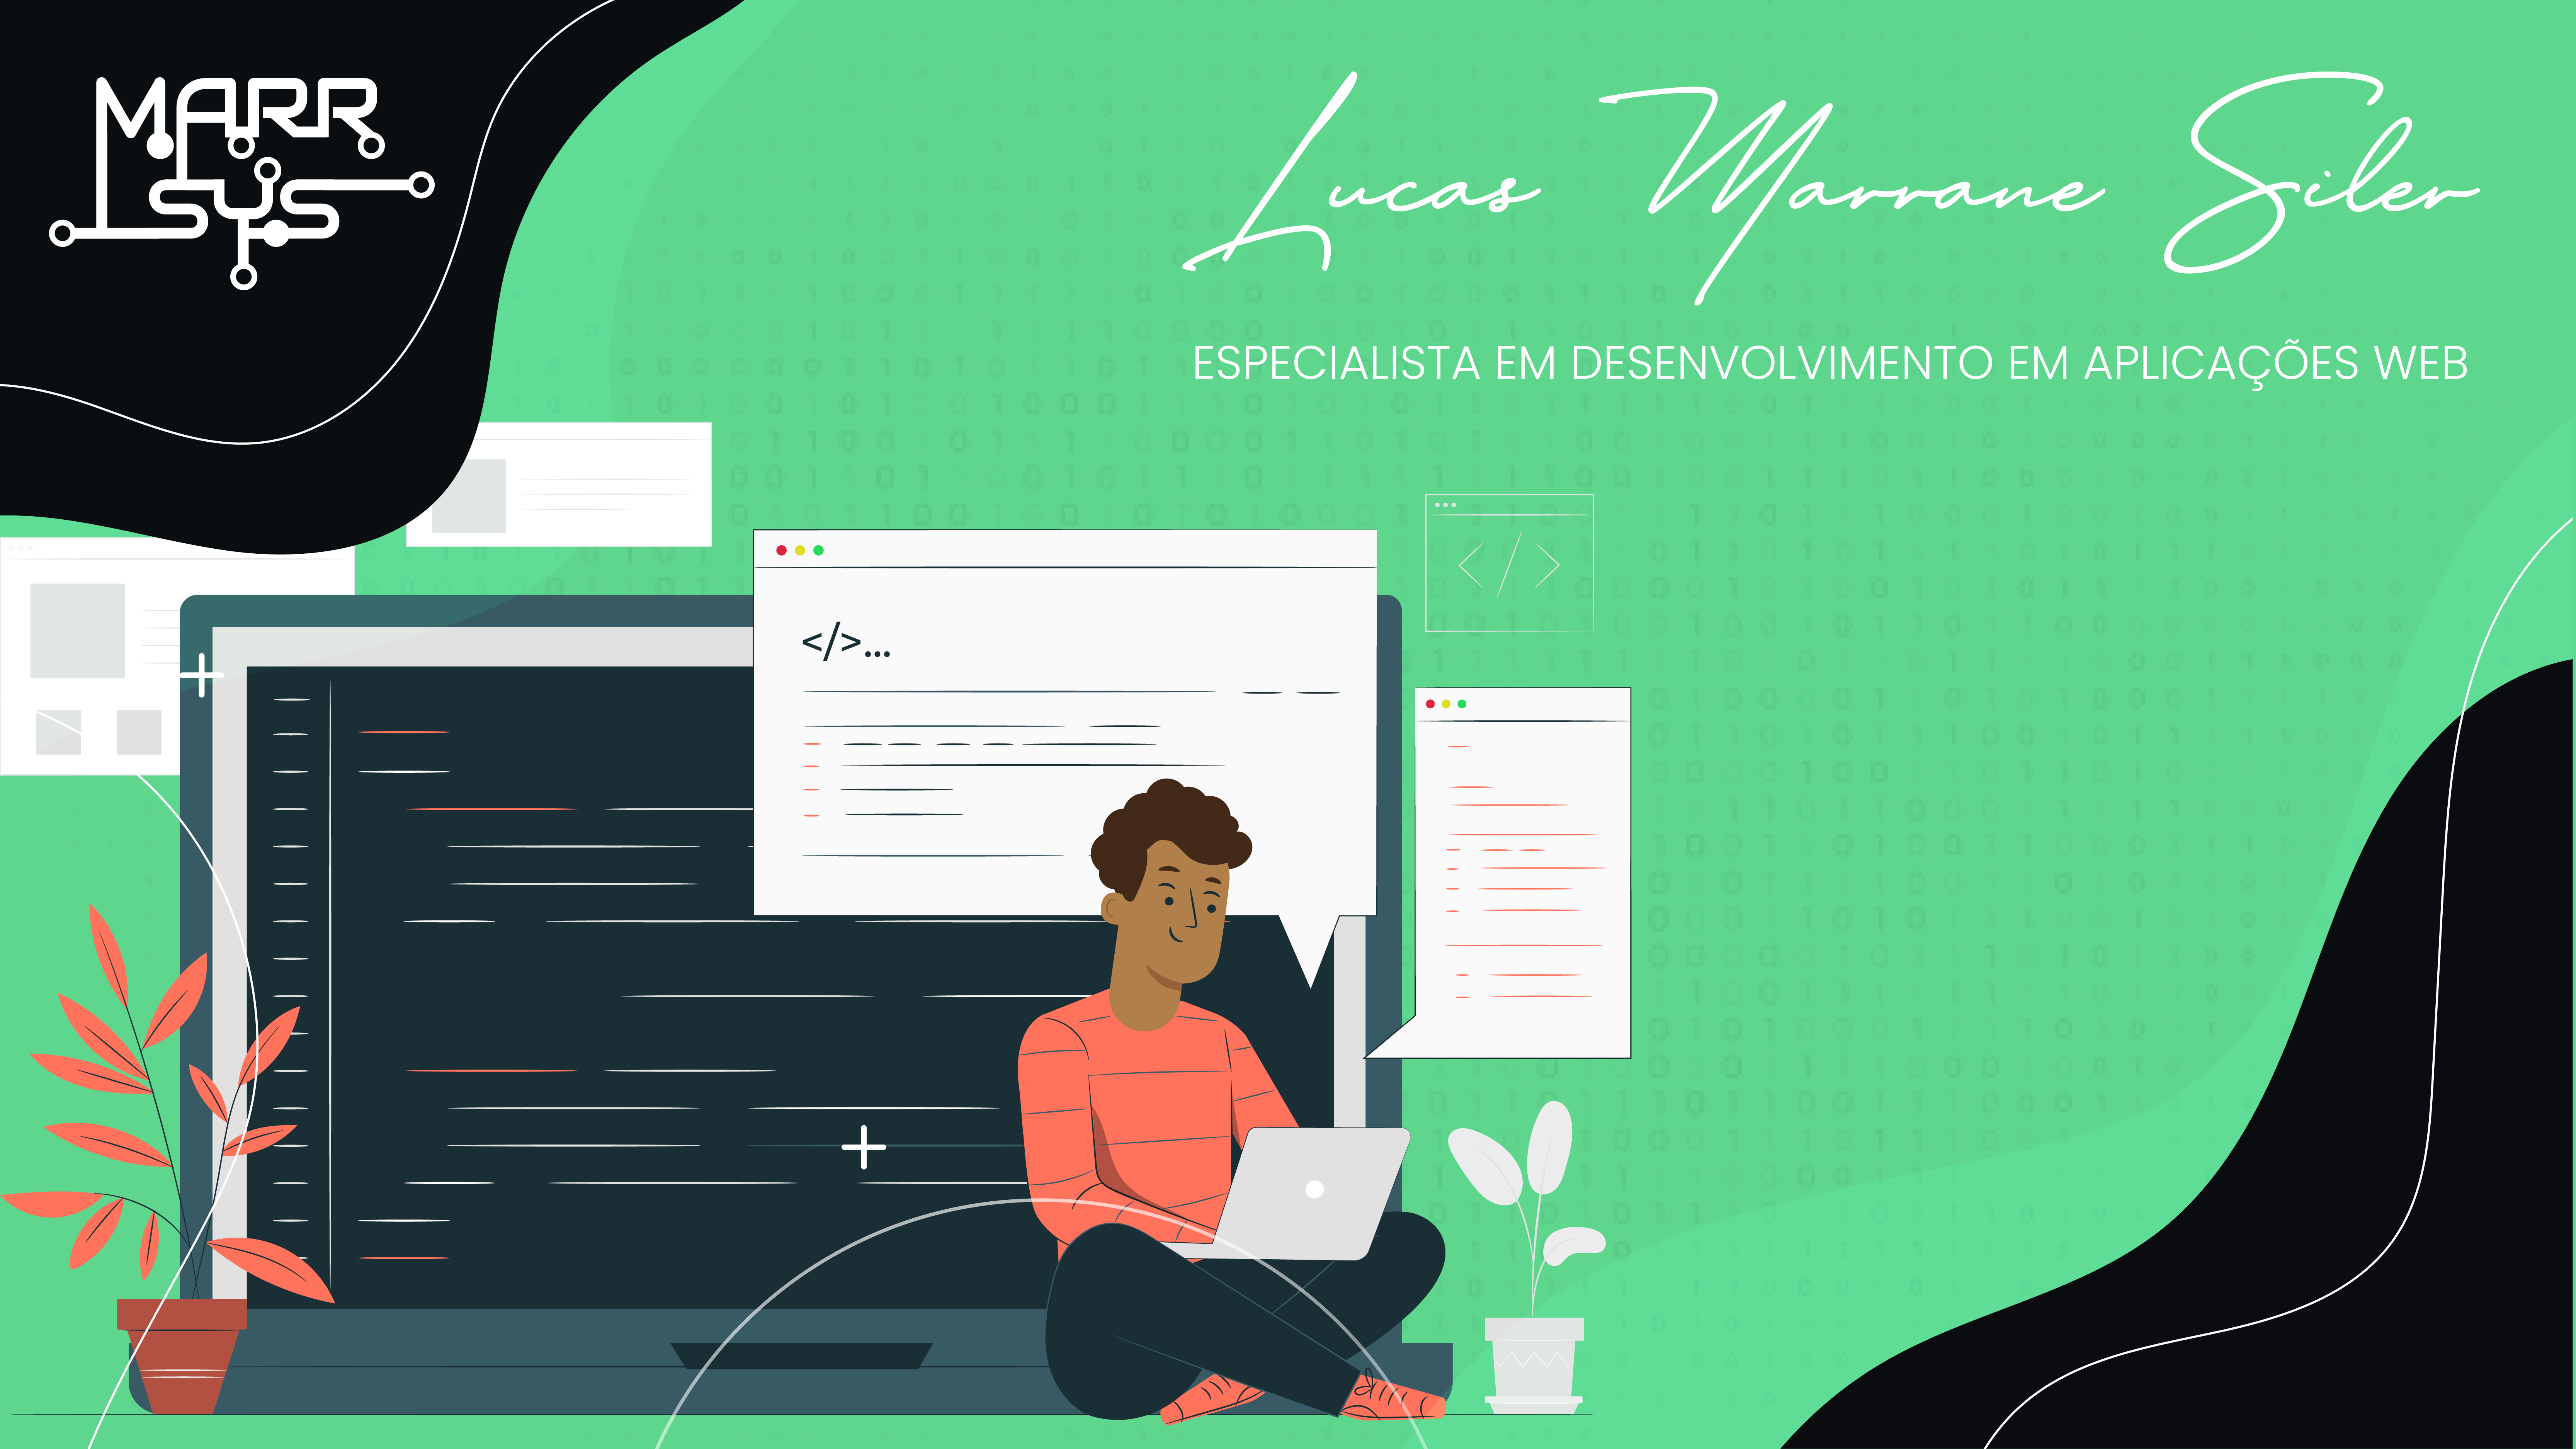 MARR
SYS
Lucas Marrane Siler
ESPECIALISTA EM DESENVOLVIMENTO EM APLICAÇÕES WEB
</>
</>...